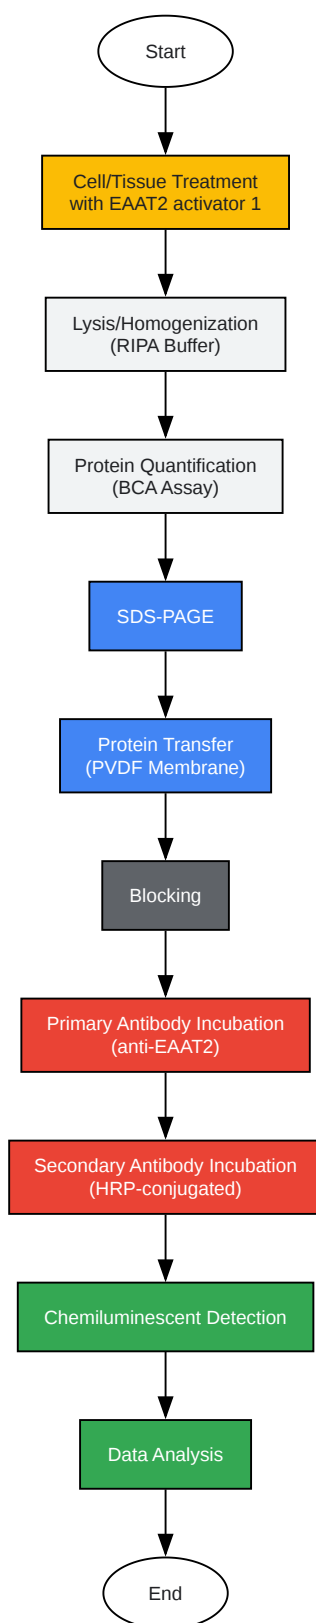 Start
Cell/Tissue Treatment
with EAAT2 activator 1
Lysis/Homogenization
(RIPA Buffer)
Protein Quantification
(BCA Assay)
SDS-PAGE
Protein Transfer
(PVDF Membrane)
Blocking
Primary Antibody Incubation
(anti-EAAT2)
Secondary Antibody Incubation
(HRP-conjugated)
Chemiluminescent Detection
Data Analysis
End